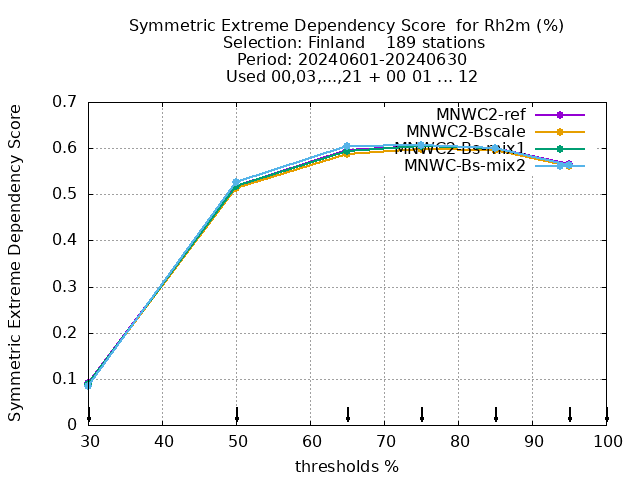 Symmetric Extreme Dependency Score  for Rh2m (%)
Selection: Finland    189 stations
Period: 20240601-20240630
Used 00,03,...,21 + 00 01 ... 12
Symmetric Extreme Dependency Score
0.7
0.6
0.5
0.4
0.3
0.2
0.1
0
MNWC2-ref
MNWC2-Bscale
MNWC2-Bs-mix1
MNWC-Bs-mix2
30 40 50 60 70 80 90 100
thresholds %